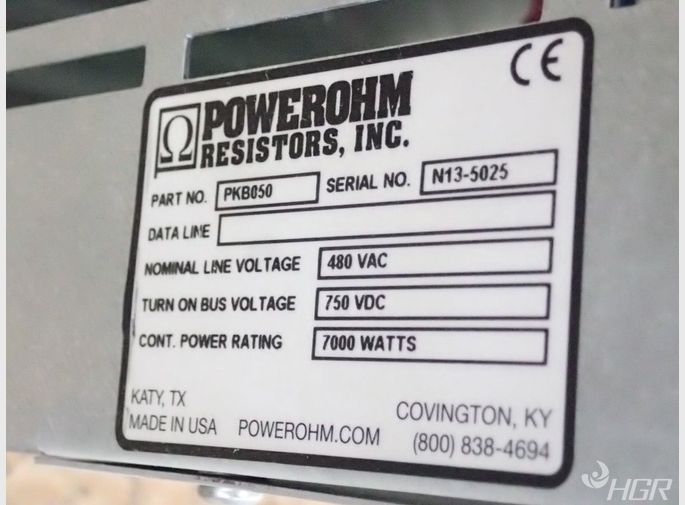 CE
Ω POWEROHM
RESISTORS, INC.
PART NO. PKB050 SERIAL NO. N13-5025
DATA LINE
NOMINAL LINE VOLTAGE 480 VAC
TURN ON BUS VOLTAGE 750 VDC
CONT. POWER RATING 7000 WATTS
KATY, TX
MADE IN USA POWEROHM.COM
COVINGTON, KY
(800) 838-4694
HGR